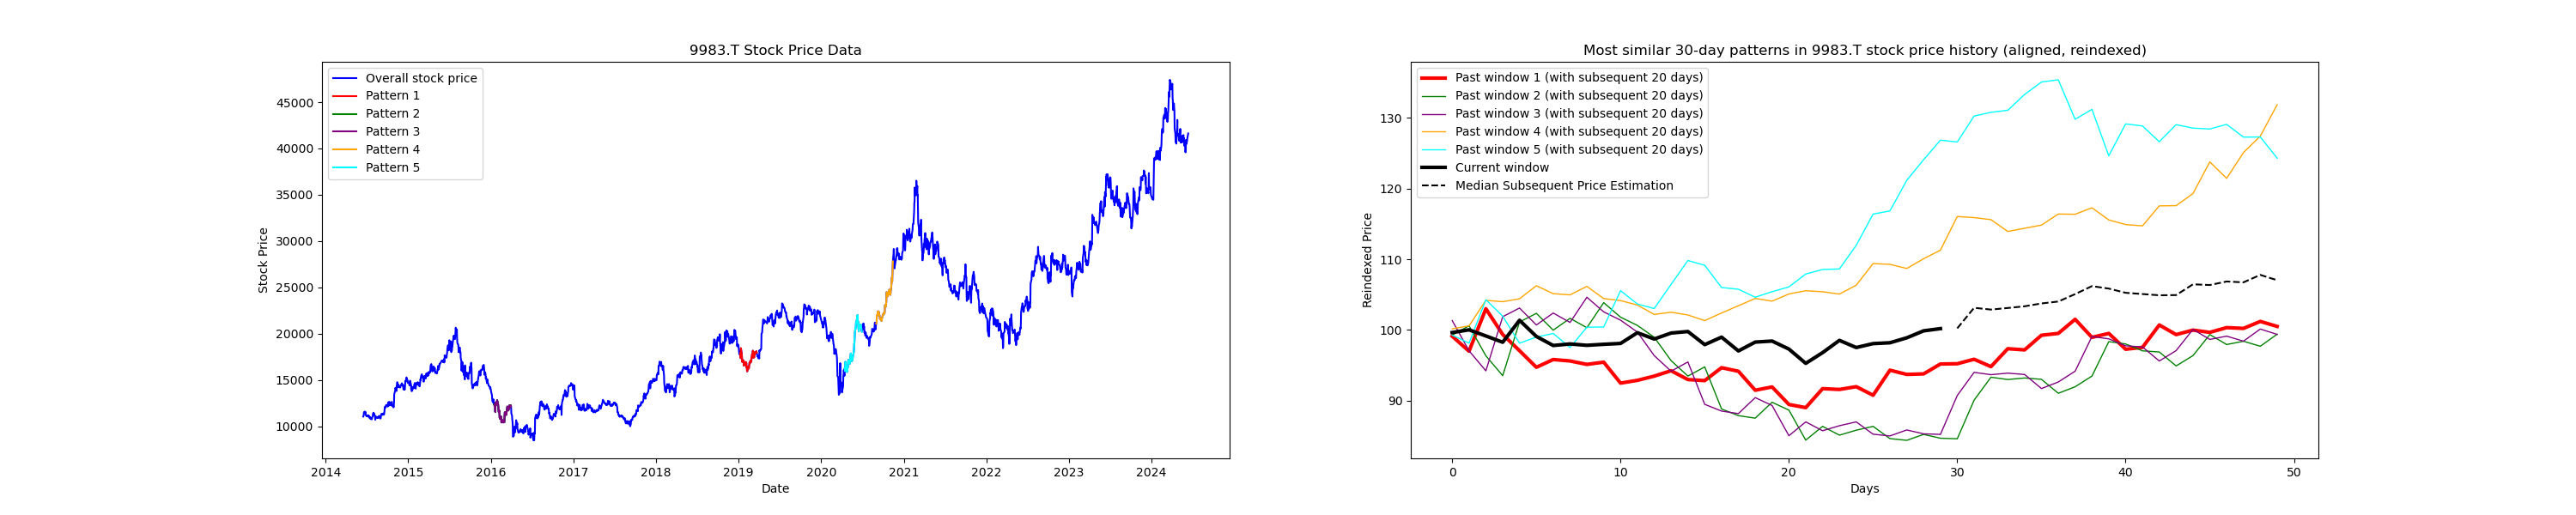 9983.T Stock Price Data
Overall stock price
Pattern 1
Pattern 2
Pattern 3
Pattern 4
Pattern 5
Stock Price
45000
40000
35000
30000
25000
20000
15000
10000
2014 2015 2016 2017 2018 2019 2020 2021 2022 2023 2024
Date
Most similar 30-day patterns in 9983.T stock price history (aligned, reindexed)
Past window 1 (with subsequent 20 days)
Past window 2 (with subsequent 20 days)
Past window 3 (with subsequent 20 days)
Past window 4 (with subsequent 20 days)
Past window 5 (with subsequent 20 days)
Current window
Median Subsequent Price Estimation
Reindexed Price
130
120
110
100
90
0 10 20 30 40 50
Days